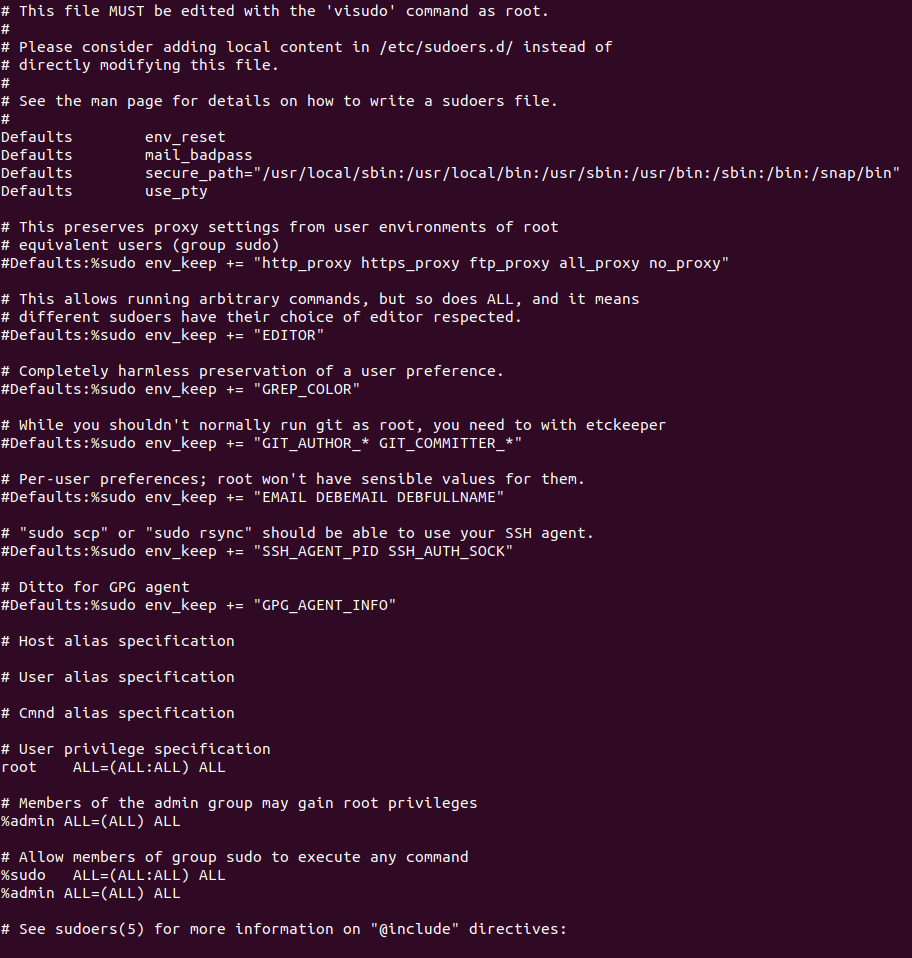 # This file MUST be edited with the 'visudo' command as root.
#
# Please consider adding local content in /etc/sudoers.d/ instead of
# directly modifying this file.
#
# See the man page for details on how to write a sudoers file.
#
Defaults        env_reset
Defaults        mail_badpass
Defaults        secure_path="/usr/local/sbin:/usr/local/bin:/usr/sbin:/usr/bin:/sbin:/bin:/snap/bin"
Defaults        use_pty

# This preserves proxy settings from user environments of root
# equivalent users (group sudo)
#Defaults:%sudo env_keep += "http_proxy https_proxy ftp_proxy all_proxy no_proxy"

# This allows running arbitrary commands, but so does ALL, and it means
# different sudoers have their choice of editor respected.
#Defaults:%sudo env_keep += "EDITOR"

# Completely harmless preservation of a user preference.
#Defaults:%sudo env_keep += "GREP_COLOR"

# While you shouldn't normally run git as root, you need to with etckeeper
#Defaults:%sudo env_keep += "GIT_AUTHOR_* GIT_COMMITTER_*"

# Per-user preferences; root won't have sensible values for them.
#Defaults:%sudo env_keep += "EMAIL DEBEMAIL DEBFULLNAME"

# "sudo scp" or "sudo rsync" should be able to use your SSH agent.
#Defaults:%sudo env_keep += "SSH_AGENT_PID SSH_AUTH_SOCK"

# Ditto for GPG agent
#Defaults:%sudo env_keep += "GPG_AGENT_INFO"

# Host alias specification

# User alias specification

# Cmnd alias specification

# User privilege specification
root    ALL=(ALL:ALL) ALL

# Members of the admin group may gain root privileges
%admin ALL=(ALL) ALL

# Allow members of group sudo to execute any command
%sudo   ALL=(ALL:ALL) ALL
%admin ALL=(ALL) ALL

# See sudoers(5) for more information on "@include" directives: